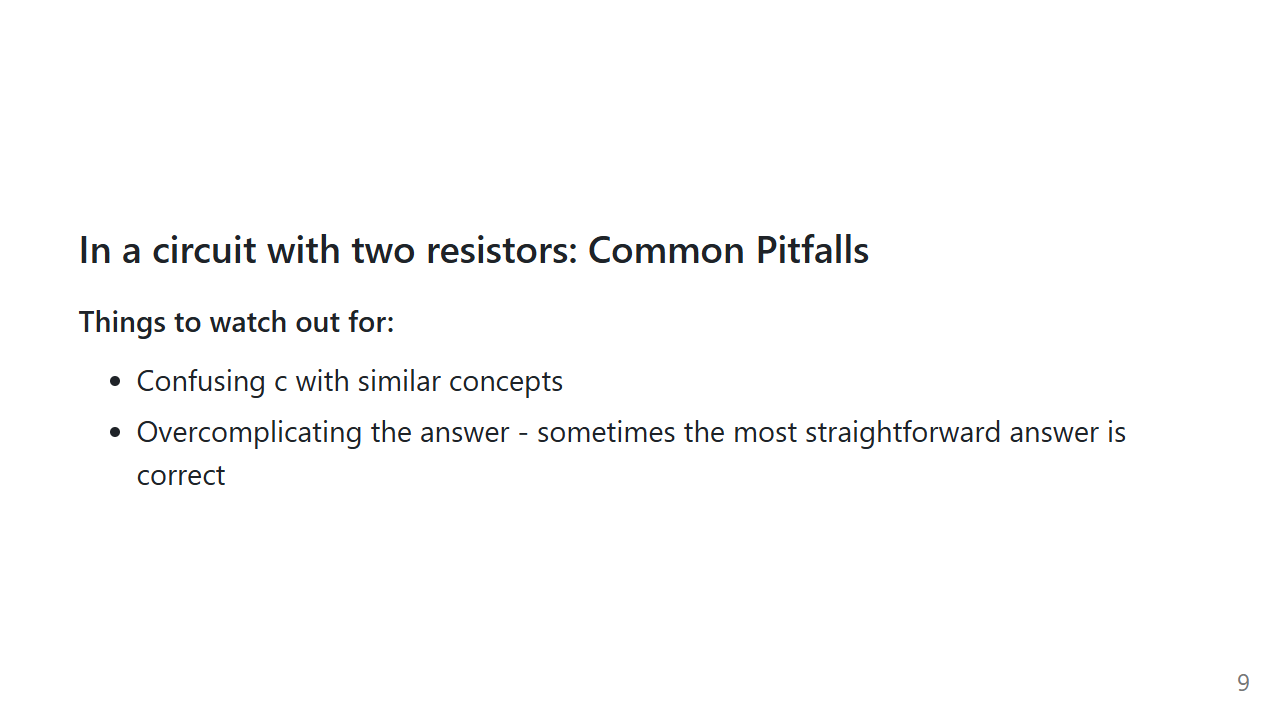 In a circuit with two resistors: Common Pitfalls
Things to watch out for:
• Confusing c with similar concepts
• Overcomplicating the answer - sometimes the most straightforward answer is
correct
9